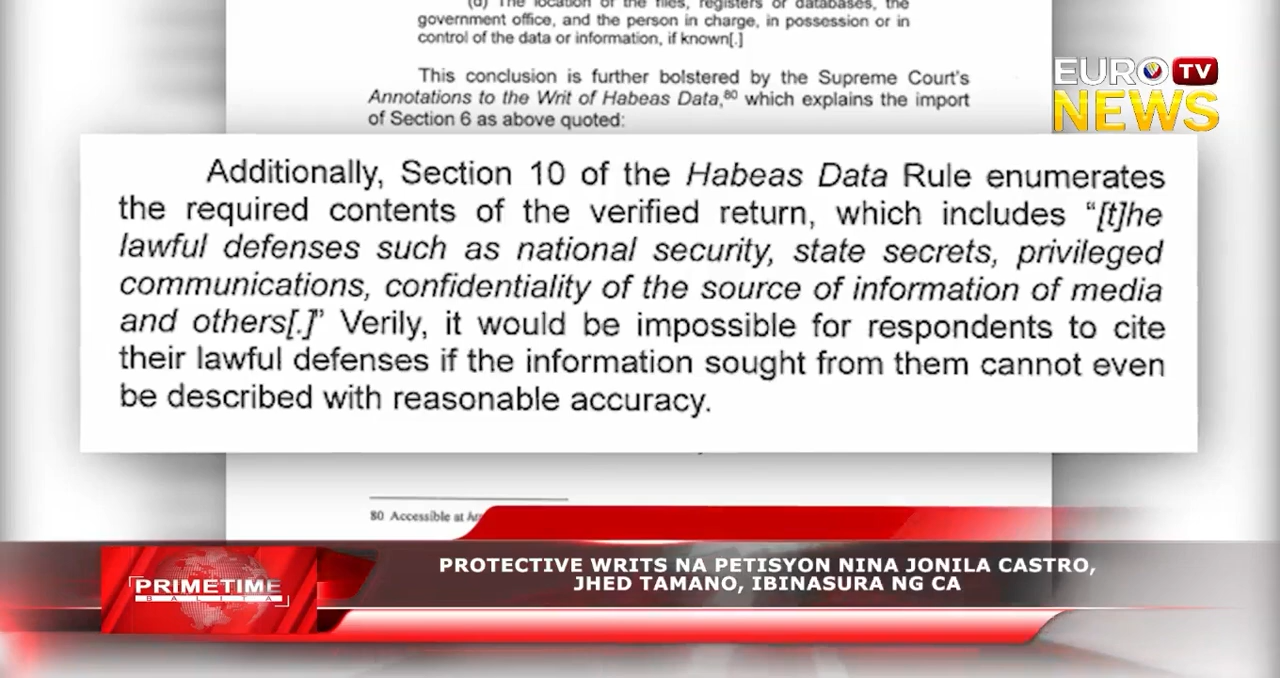 (d) The location of the files, registers or databases, the
government office, and the person in charge, in possession or in
control of the data or information, if known[.]
This conclusion is further bolstered by the Supreme Court's
Annotations to the Writ of Habeas Data,80 which explains the import
of Section 6 as above quoted:
EURO TV
NEWS
Additionally, Section 10 of the Habeas Data Rule enumerates
the required contents of the verified return, which includes "[t]he
lawful defenses such as national security, state secrets, privileged
communications, confidentiality of the source of information of media
and others[.]" Verily, it would be impossible for respondents to cite
their lawful defenses if the information sought from them cannot even
be described with reasonable accuracy.
80 Accessible at
PROTECTIVE WRITS NA PETISYON NINA JONILA CASTRO,
JHED TAMANO, IBINASURA NG CA
PRIMETIME
BALITA